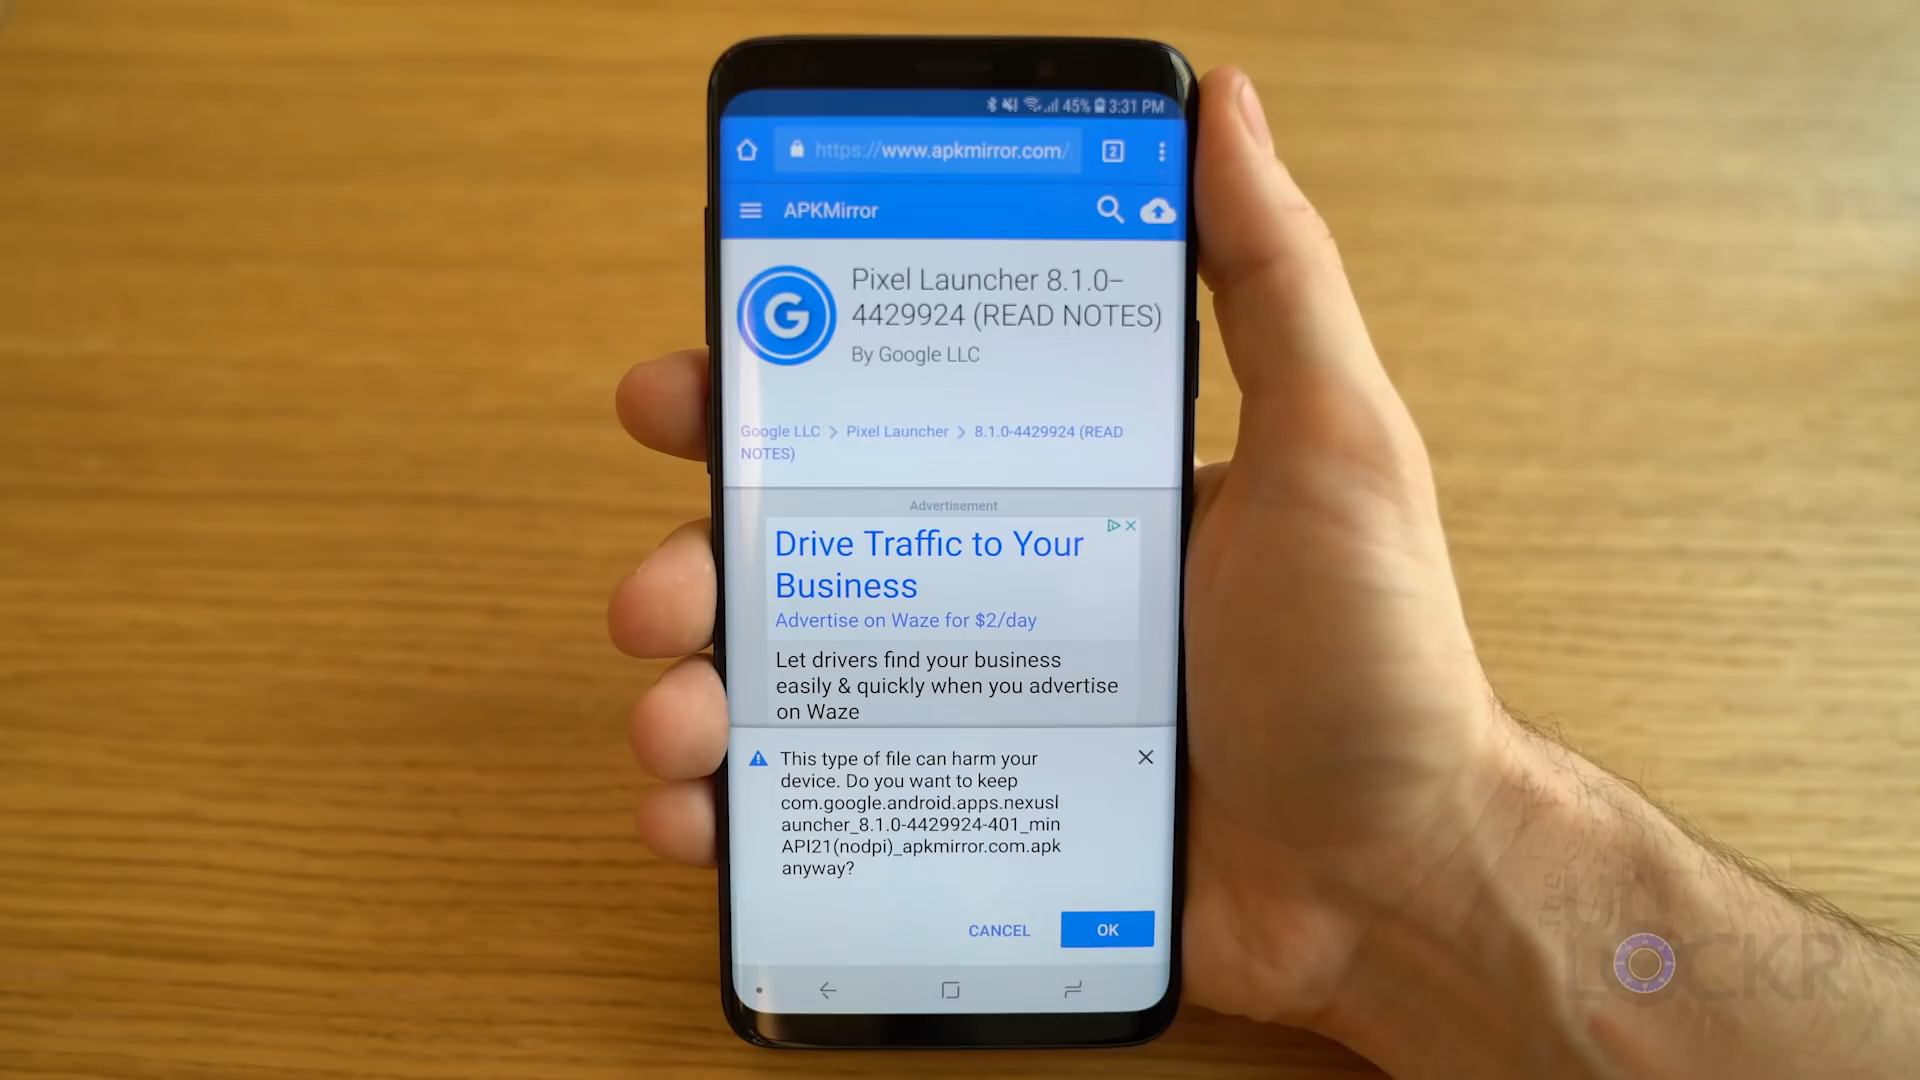 45% 3:31 PM
https://www.apkmirror.com/
2
APKMirror
G
Pixel Launcher 8.1.0-
4429924 (READ NOTES)
By Google LLC
Google LLC > Pixel Launcher > 8.1.0-4429924 (READ
NOTES)
Advertisement
Drive Traffic to Your
Business
Advertise on Waze for $2/day
Let drivers find your business
easily & quickly when you advertise
on Waze
This type of file can harm your
device. Do you want to keep
com.google.android.apps.nexusl
auncher_8.1.0-4429924-401_min
API21(nodpi)_apkmirror.com.apk
anyway?
CANCEL OK
the
UN
LOCKR